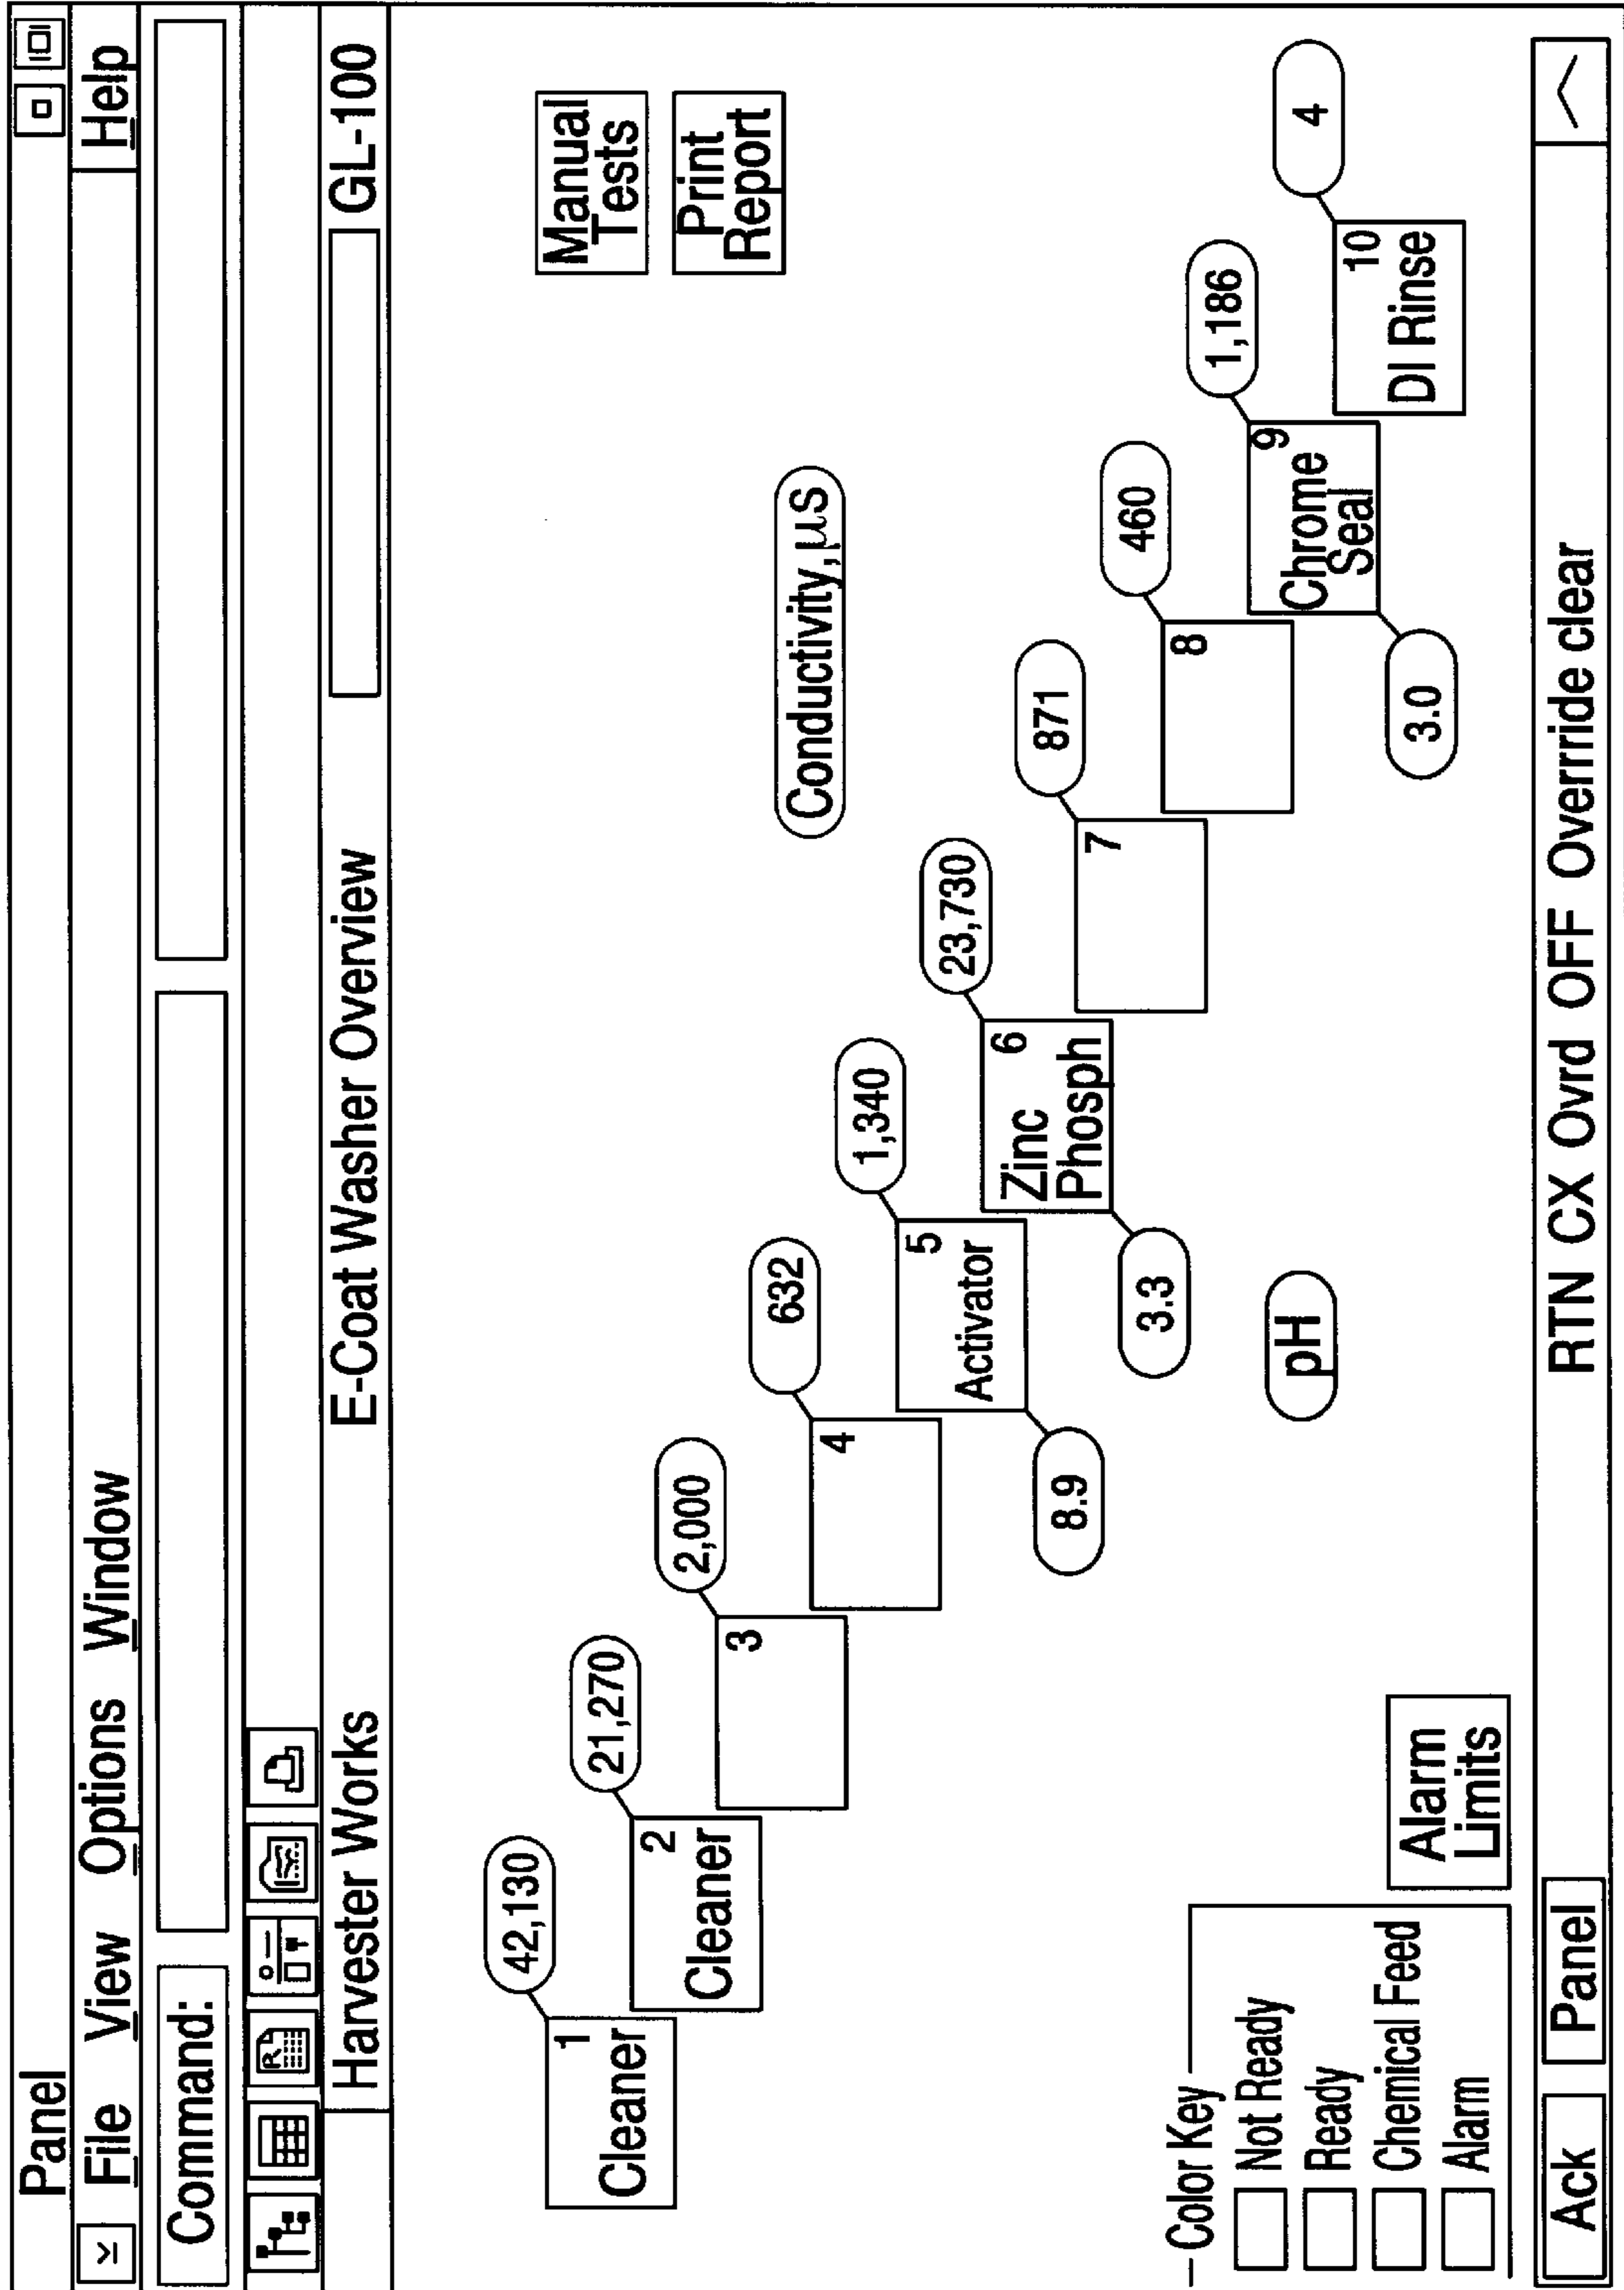 Panel
File View Options Window Help
Command:
Harvester Works E-Coat Washer Overview GL-100
Manual
Tests
Print
Report
Conductivity, μS
42,130
1
Cleaner
21,270
2
Cleaner
2,000
3
632
4
1,340
5
Activator
8.9
23,730
6
Zinc
Phosph
3.3
871
7
460
8
1,186
9
Chrome
Seal
3.0
4
10
DI Rinse
pH
Color Key
Not Ready
Ready
Chemical Feed
Alarm
Alarm
Limits
Ack Panel RTN CX Ovrd OFF Override clear